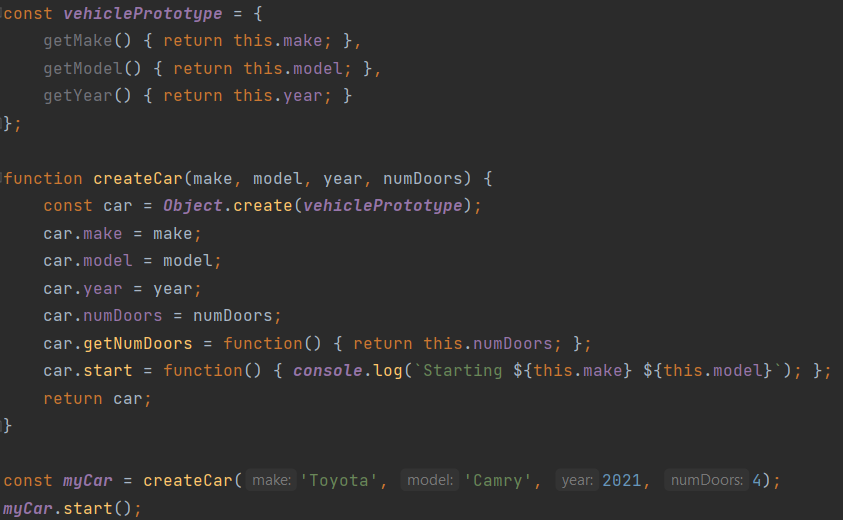 const vehiclePrototype = {
    getMake() { return this.make; },
    getModel() { return this.model; },
    getYear() { return this.year; }
};

function createCar(make, model, year, numDoors) {
    const car = Object.create(vehiclePrototype);
    car.make = make;
    car.model = model;
    car.year = year;
    car.numDoors = numDoors;
    car.getNumDoors = function() { return this.numDoors; };
    car.start = function() { console.log(`Starting ${this.make} ${this.model}`); };
    return car;
}

const myCar = createCar( make: 'Toyota', model: 'Camry', year: 2021, numDoors: 4);
myCar.start();